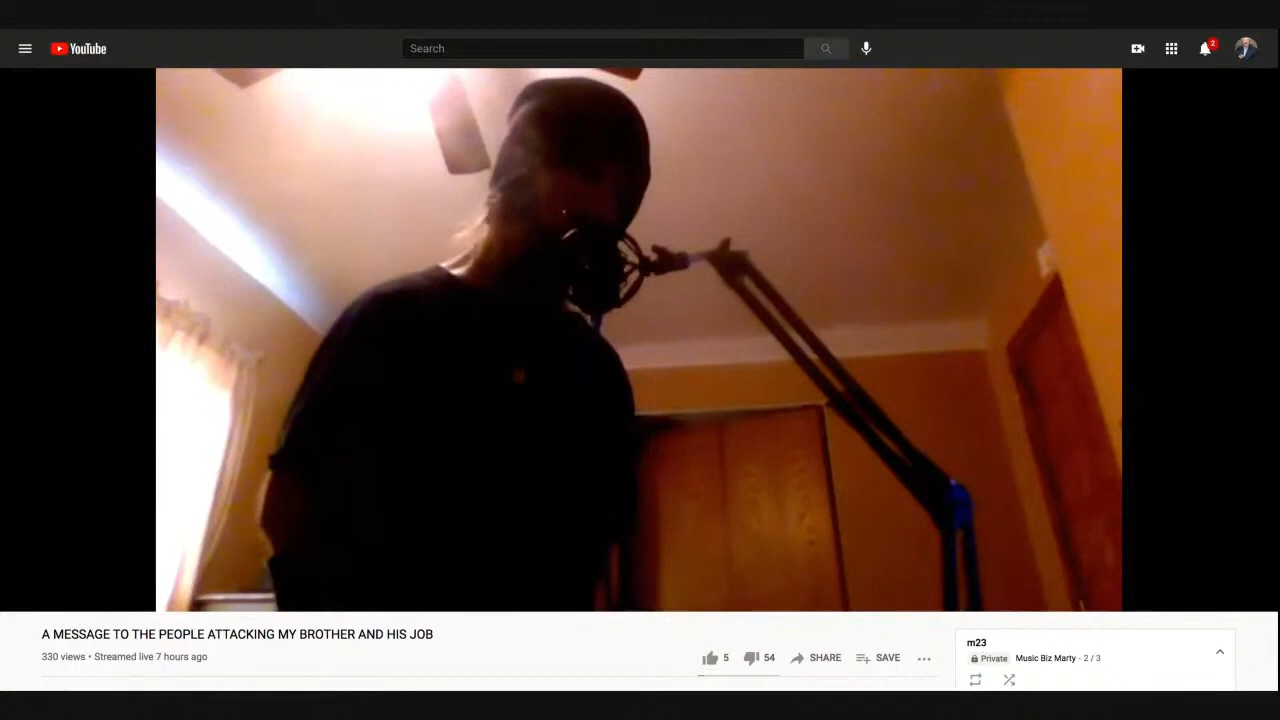 YouTube
Search
2
A MESSAGE TO THE PEOPLE ATTACKING MY BROTHER AND HIS JOB
330 views • Streamed live 7 hours ago
5 54 SHARE SAVE
m23
Private Music Biz Marty - 2 / 3